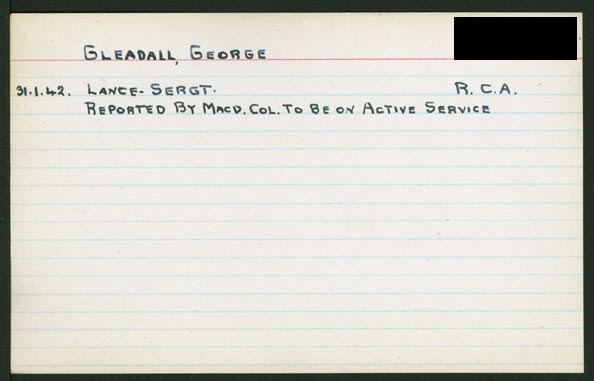 GLEADALL, GEORGE
31.1.42. LANCE-SERGT. R.C.A.
REPORTED BY MACD. COL. TO BE ON ACTIVE SERVICE